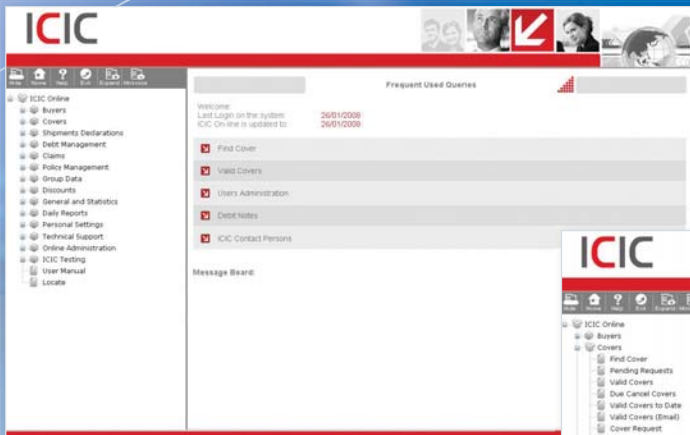 ICIC
Hide Home Help Exit Expand Minimize
ICIC Online
Buyers
Covers
Shipments Declarations
Debt Management
Claims
Policy Management
Group Data
Discounts
General and Statistics
Daily Reports
Personal Settings
Technical Support
Online Administration
ICIC Testing
User Manual
Locate
Frequent Used Queries
Welcome:
Last Login on the system 26/01/2008
ICIC On-line is updated to: 26/01/2008
Find Cover
Valid Covers
Users Administration
Debit Notes
ICIC Contact Persons
Message Board:
ICIC
Hide Home Help Exit Expand
ICIC Online
Buyers
Covers
Find Cover
Pending Requests
Valid Covers
Due Cancel Covers
Valid Covers to Date
Valid Covers (Email)
Cover Request